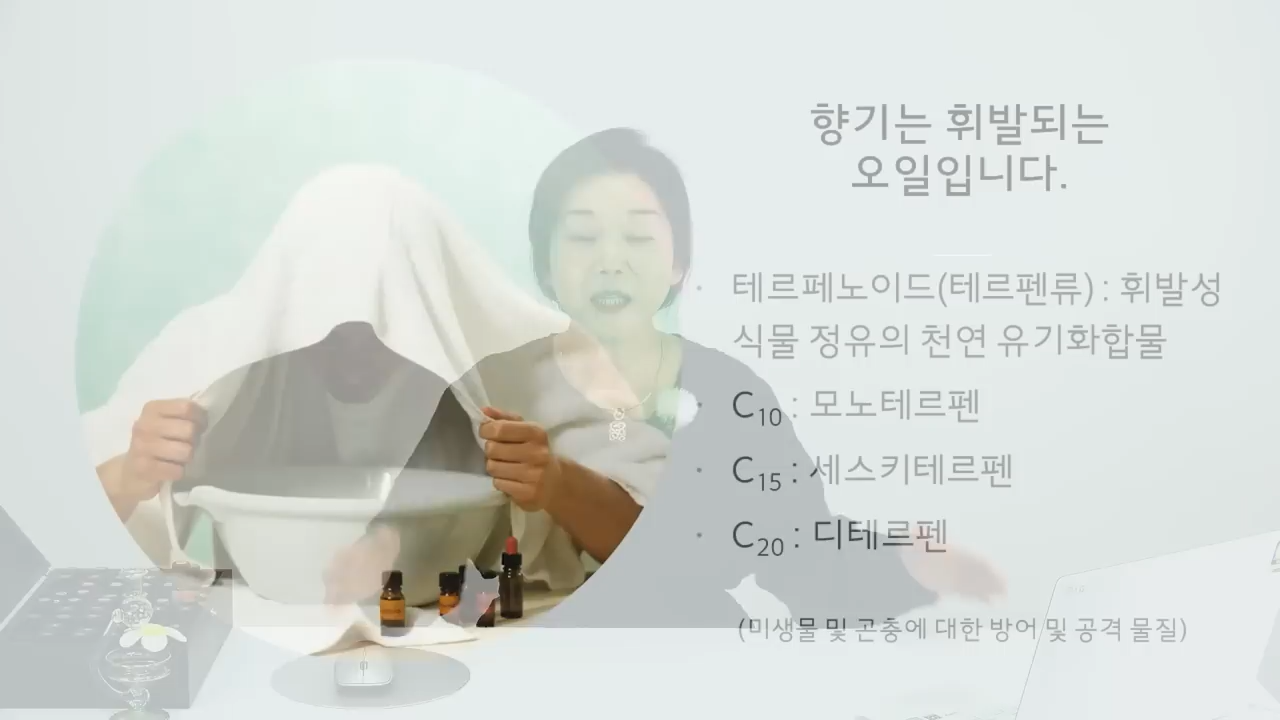 향기는 휘발되는
오일입니다.
테르페노이드(테르펜류) : 휘발성
식물 정유의 천연 유기화합물
C₁₀ : 모노테르펜
C₁₅ : 세스키테르펜
C₂₀ : 디테르펜
(미생물 및 곤충에 대한 방어 및 공격 물질)